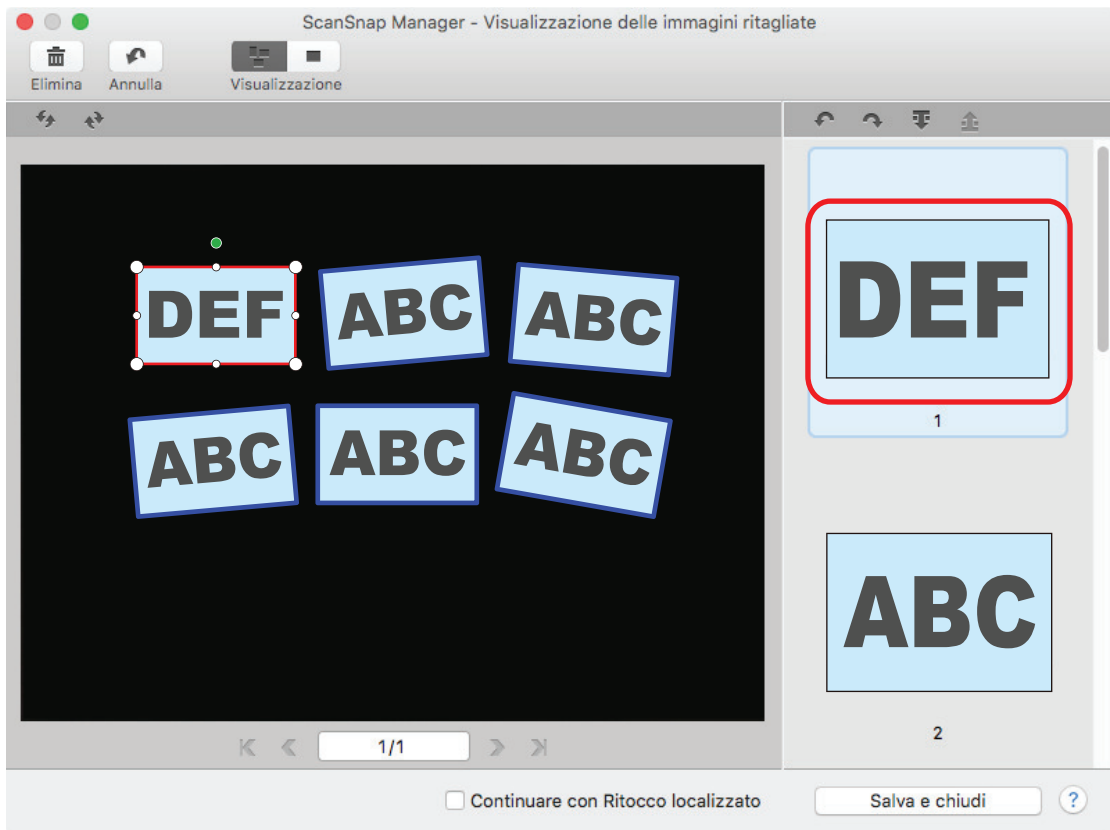 ScanSnap Manager - Visualizzazione delle immagini ritagliate
Elimina Annulla Visualizzazione
DEF ABC ABC
ABC ABC ABC
1/1
DEF
1
ABC
2
Continuare con Ritocco localizzato Salva e chiudi ?